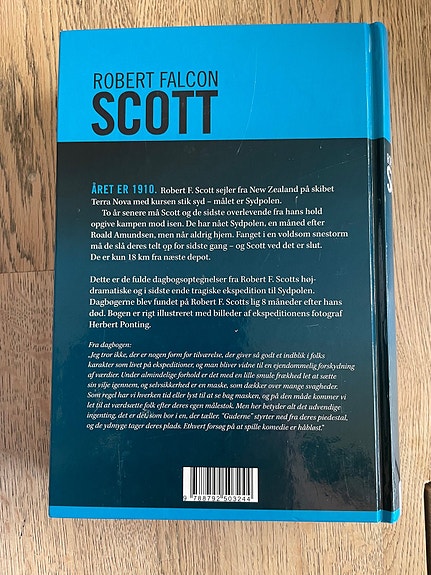 ROBERT FALCON
SCOTT
ÅRET ER 1910. Robert F. Scott sejler fra New Zealand på skibet
Terra Nova med kursen stik syd – målet er Sydpolen.
To år senere må Scott og de sidste overlevende fra hans hold
opgive kampen mod isen. De har nået Sydpolen, en måned efter
Roald Amundsen, men når aldrig hjem. Fanget i en voldsom snestorm
må de slå deres telt op for sidste gang – og Scott ved det er slut.
De er kun 18 km fra næste depot.
Dette er de fulde dagbogsoptegnelser fra Robert F. Scotts høj-
dramatiske og i sidste ende tragiske ekspedition til Sydpolen.
Dagbøgerne blev fundet på Robert F. Scotts lig 8 måneder efter hans
død. Bogen er rigt illustreret med billeder af ekspeditionens fotograf
Herbert Ponting.
Fra dagbogen:
„Jeg tror ikke, der er nogen form for tilværelse, der giver så godt et indblik i folks
karakter som livet på ekspeditioner, og man bliver vidne til en ejendommelig forskydning
af værdier. Under almindelige forhold er det med en lille smule frækhed let at sætte
sin vilje igennem, og selvsikkerhed er en maske, som dækker over mange svagheder.
Som regel har vi hverken tid eller lyst til at se bag masken, og på den måde kommer vi
let til at værdsætte folk efter deres egen målestok. Men her betyder alt det udvendige
ingenting, det er det, som bor i en, der tæller. "Guderne" styrter ned fra deres piedestal,
og de ydmyge tager deres plads. Ethvert forsøg på at spille komedie er håbløst."
9 788792 503244